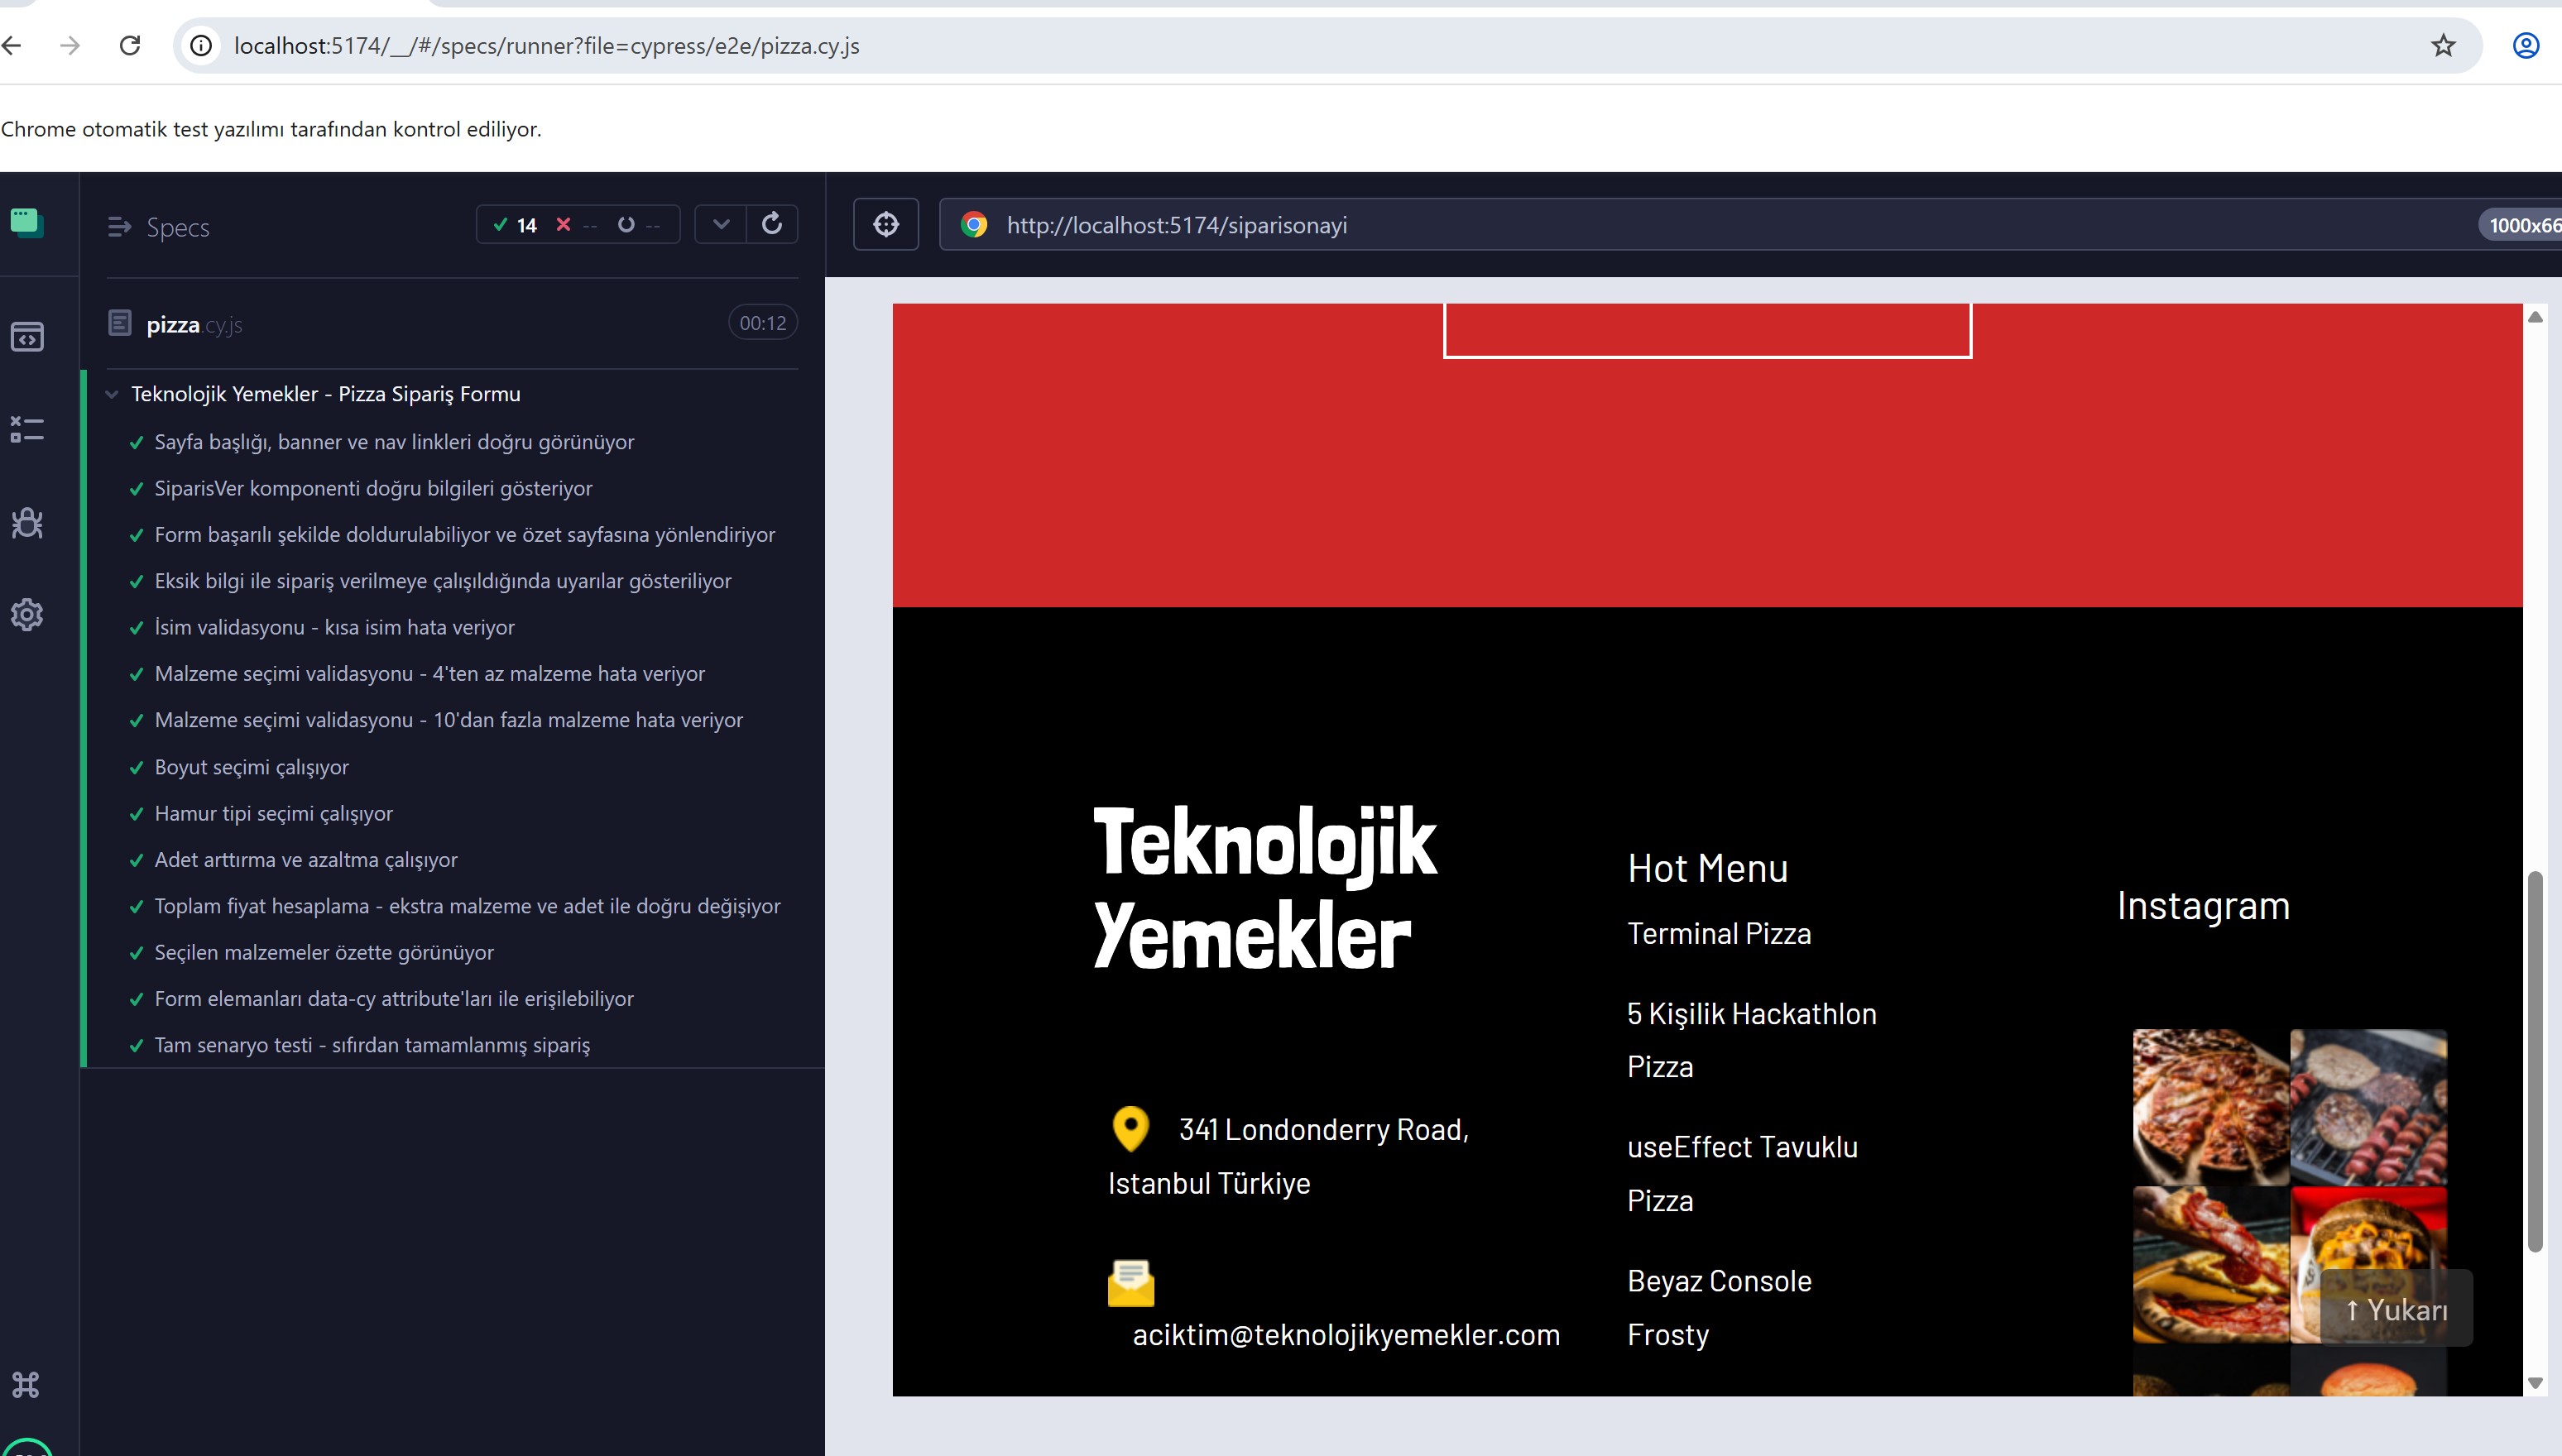 localhost:5174/__/#/specs/runner?file=cypress/e2e/pizza.cy.js
Chrome otomatik test yazılımı tarafından kontrol ediliyor.
Specs
14
--
--
pizza.cy.js
00:12
Teknolojik Yemekler - Pizza Sipariş Formu
Sayfa başlığı, banner ve nav linkleri doğru görünüyor
SiparisVer komponenti doğru bilgileri gösteriyor
Form başarılı şekilde doldurulabiliyor ve özet sayfasına yönlendiriyor
Eksik bilgi ile sipariş verilmeye çalışıldığında uyarılar gösteriliyor
İsim validasyonu - kısa isim hata veriyor
Malzeme seçimi validasyonu - 4'ten az malzeme hata veriyor
Malzeme seçimi validasyonu - 10'dan fazla malzeme hata veriyor
Boyut seçimi çalışıyor
Hamur tipi seçimi çalışıyor
Adet arttırma ve azaltma çalışıyor
Toplam fiyat hesaplama - ekstra malzeme ve adet ile doğru değişiyor
Seçilen malzemeler özette görünüyor
Form elemanları data-cy attribute'ları ile erişilebiliyor
Tam senaryo testi - sıfırdan tamamlanmış sipariş
http://localhost:5174/siparisonayi
1000x66
Teknolojik
Yemekler
341 Londonderry Road,
Istanbul Türkiye
aciktim@teknolojikyemekler.com
Hot Menu
Terminal Pizza
5 Kişilik Hackathlon
Pizza
useEffect Tavuklu
Pizza
Beyaz Console
Frosty
Instagram
↑ Yukarı